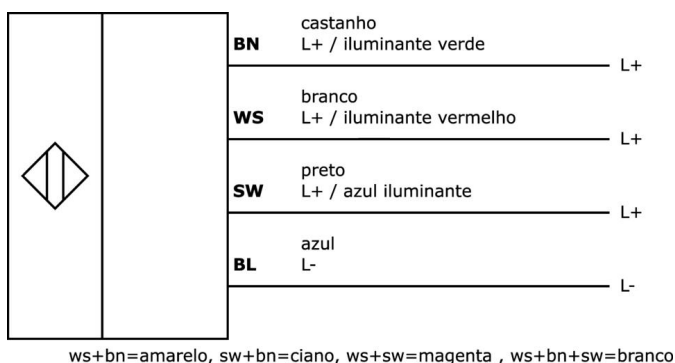 castanho
BN L+ / iluminante verde
L+
branco
WS L+ / iluminante vermelho
L+
preto
SW L+ / azul iluminante
L+
azul
BL L-
L-
ws+bn=amarelo, sw+bn=ciano, ws+sw=magenta , ws+bn+sw=branco